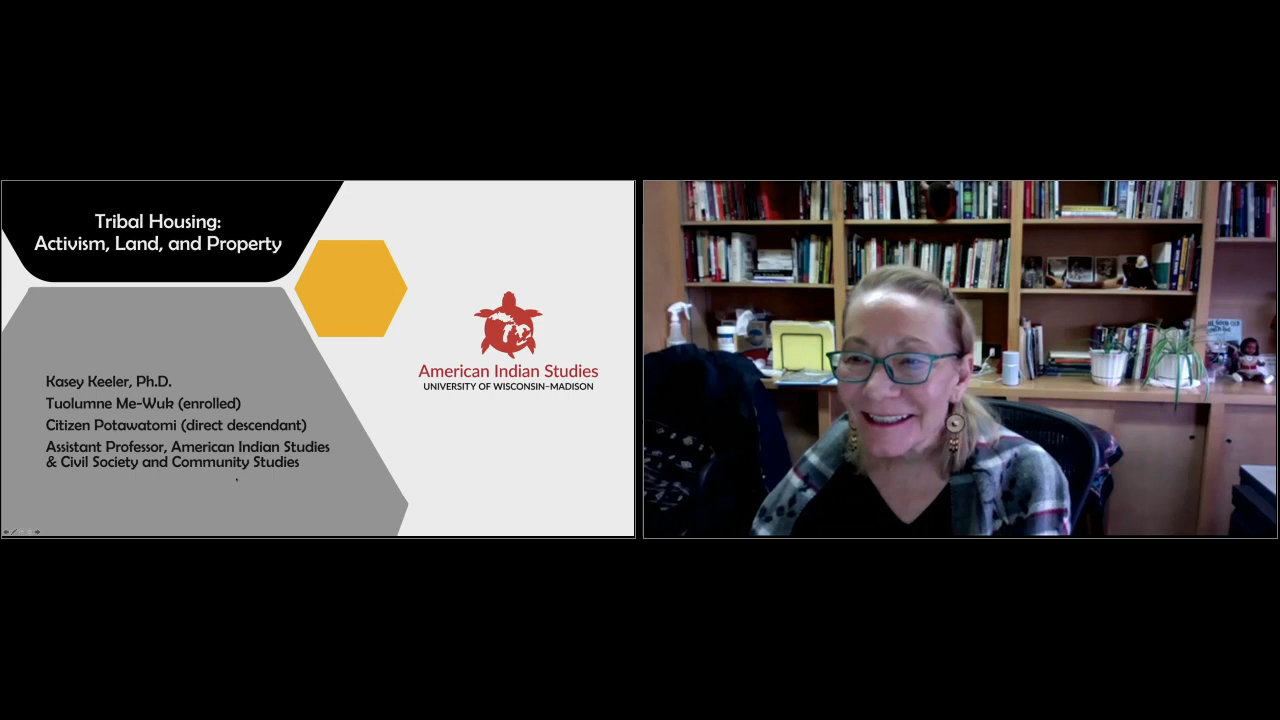 Tribal Housing:
Activism, Land, and Property
Kasey Keeler, Ph.D.
Tuolumne Me-Wuk (enrolled)
Citizen Potawatomi (direct descendant)
Assistant Professor, American Indian Studies
& Civil Society and Community Studies
American Indian Studies
UNIVERSITY OF WISCONSIN–MADISON